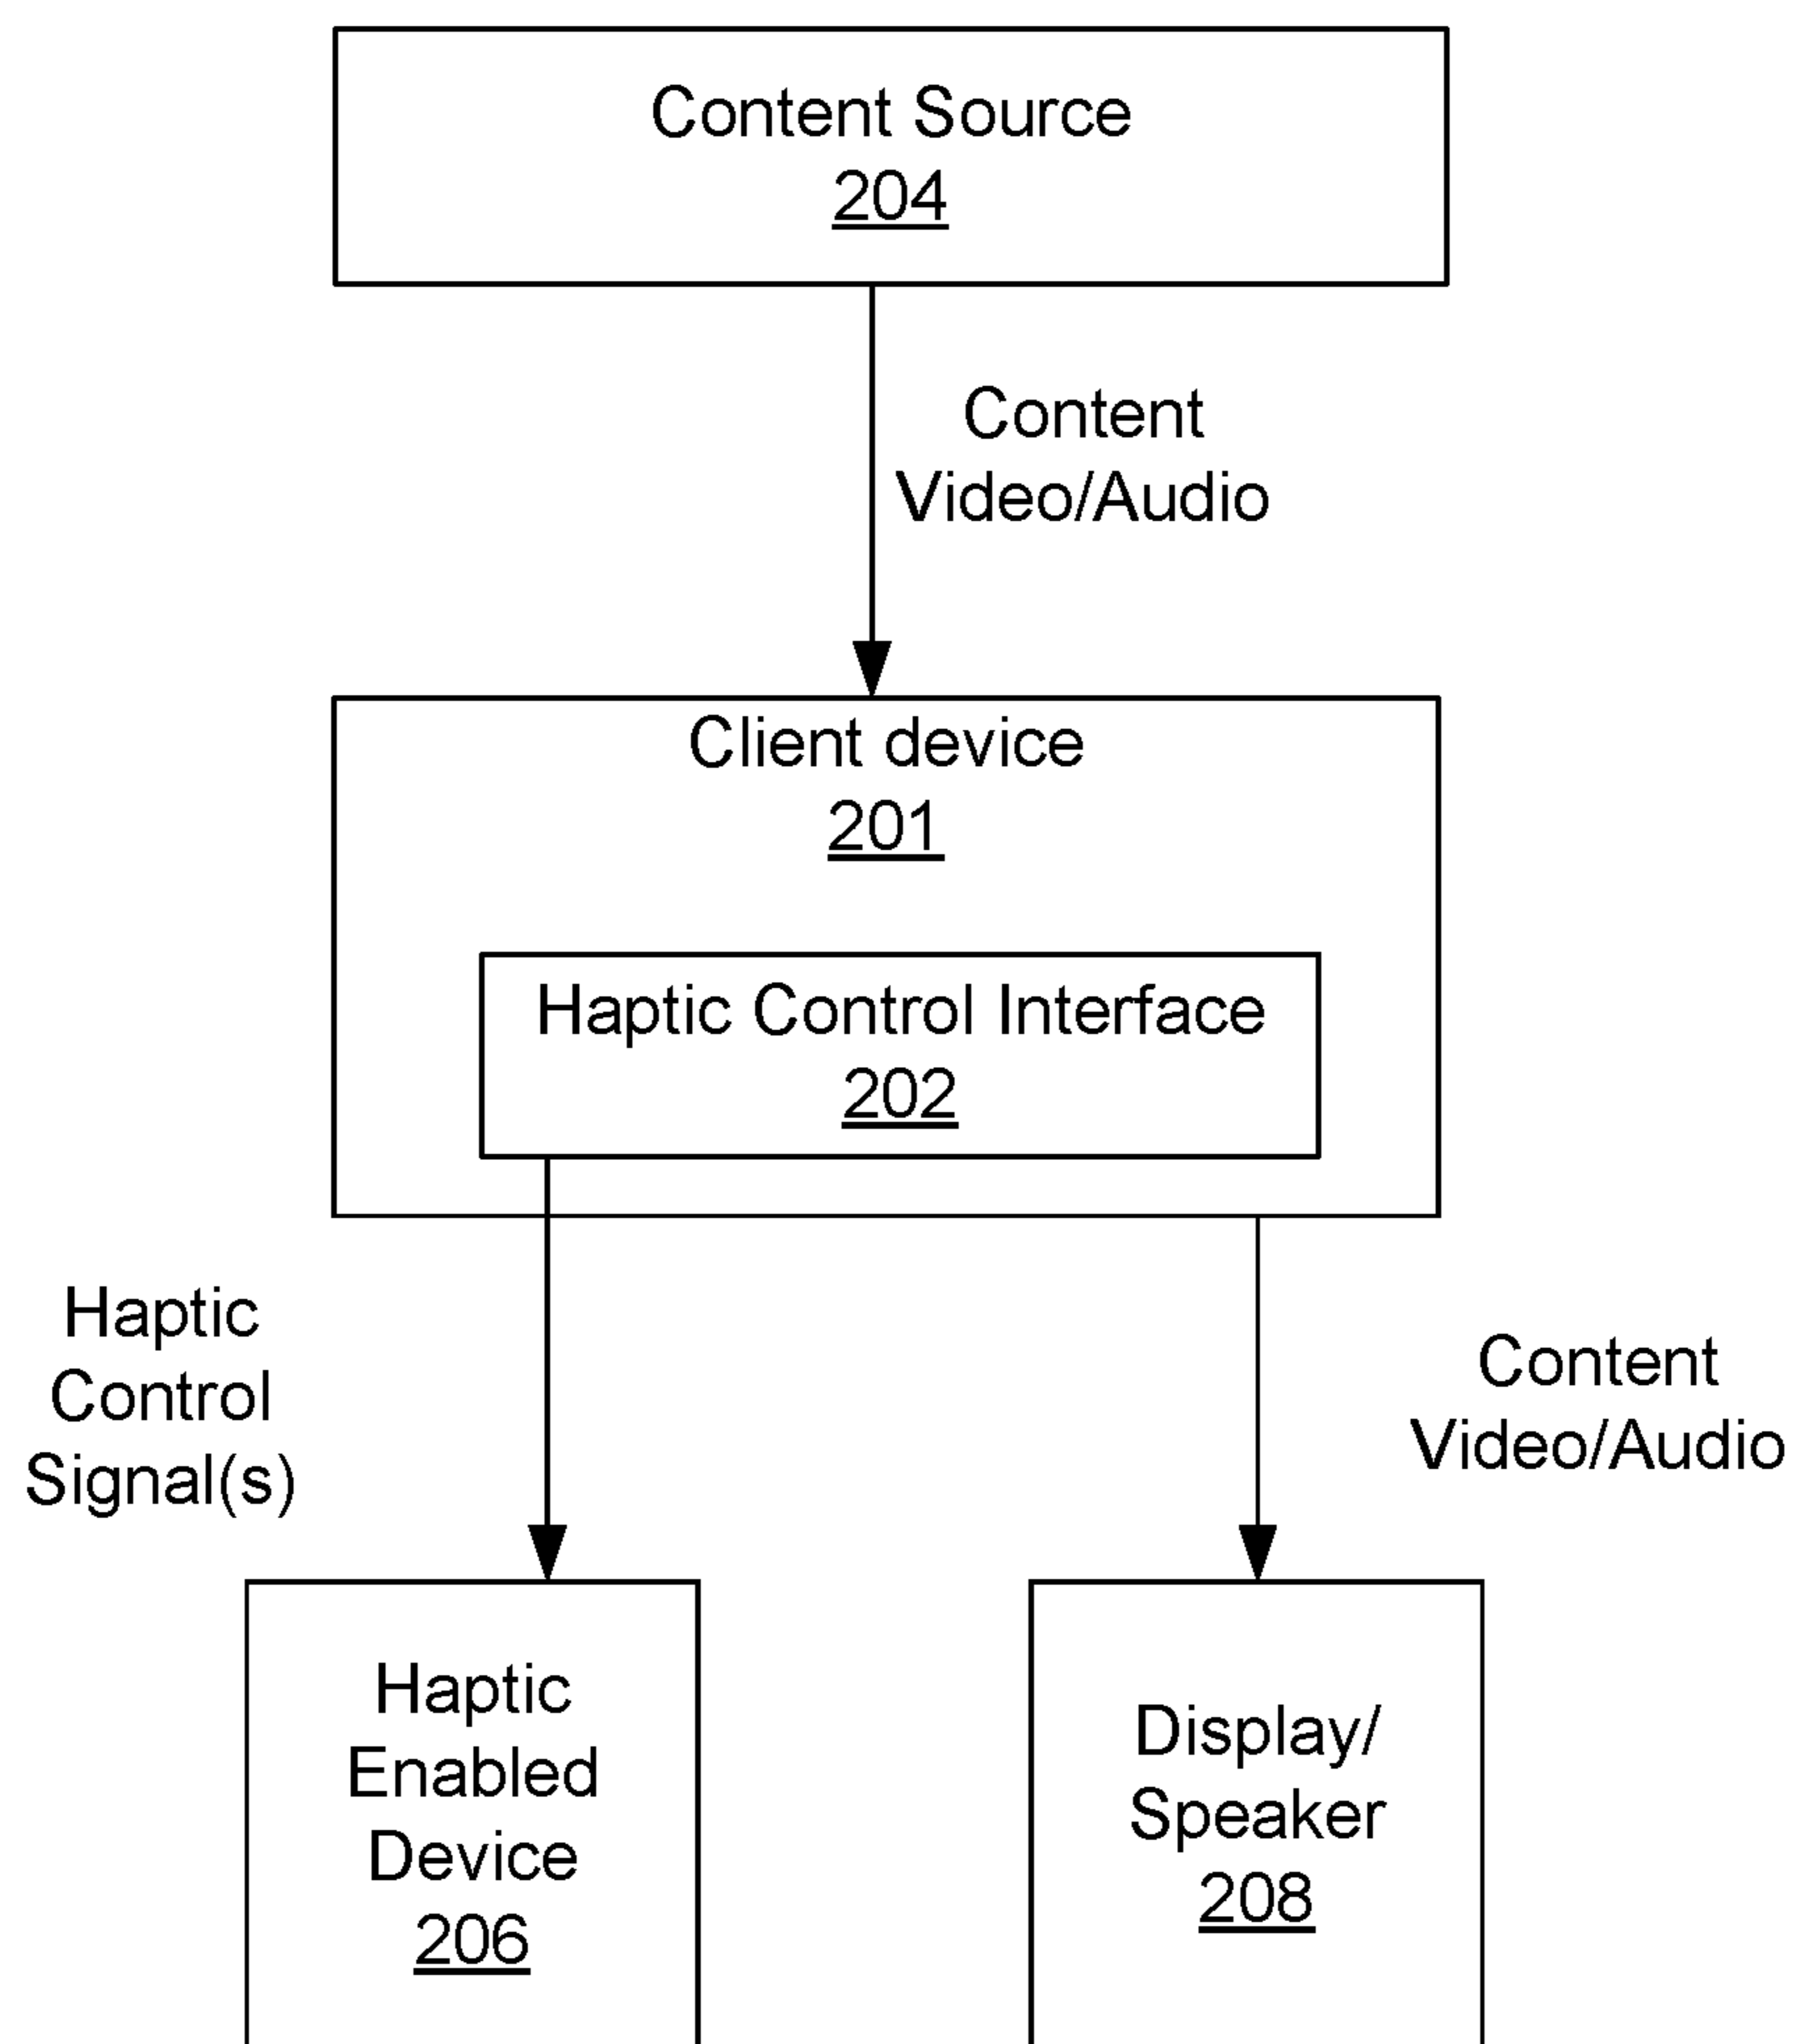 Content Source
204
Content
Video/Audio
Client device
201
Haptic Control Interface
202
Haptic
Control
Signal(s)
Content
Video/Audio
Haptic
Enabled
Device
206
Display/
Speaker
208